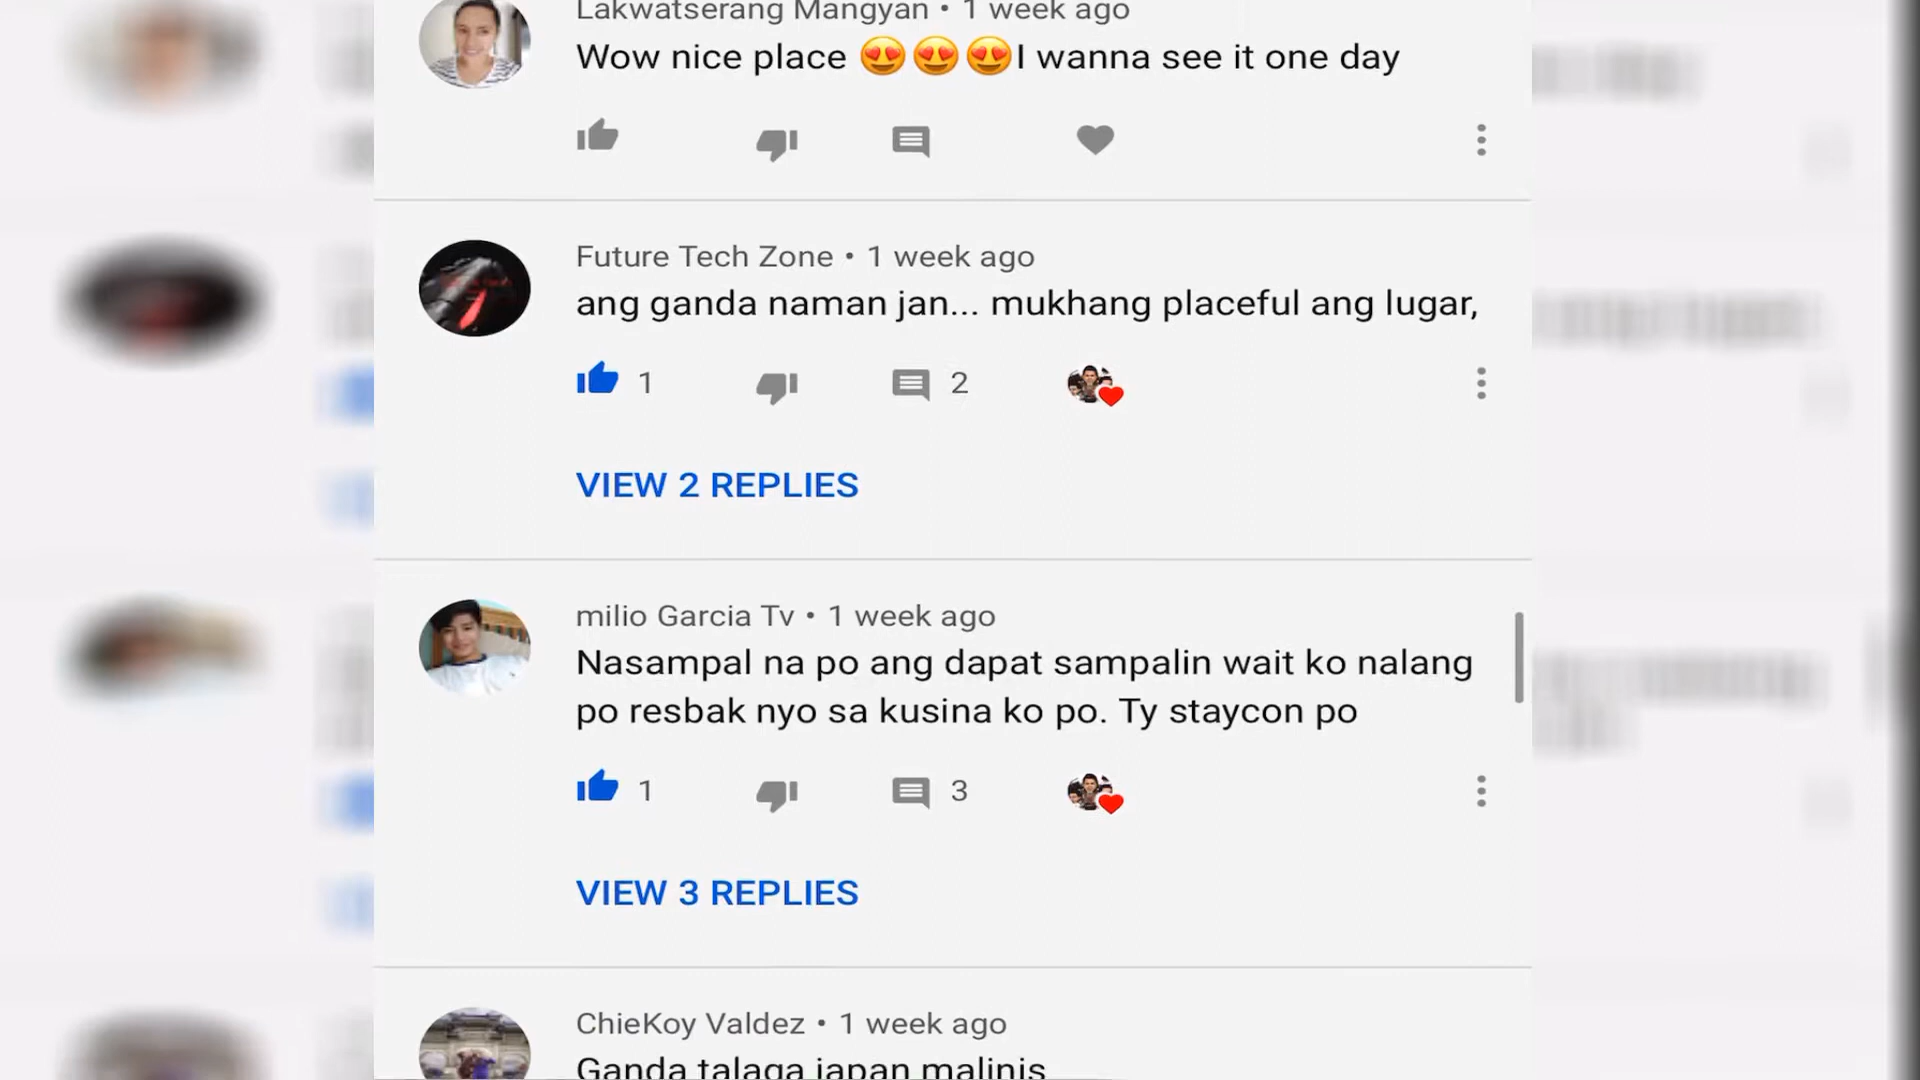 Lakwatserang Mangyan • 1 week ago
Wow nice place 😍😍😍I wanna see it one day
Future Tech Zone • 1 week ago
ang ganda naman jan... mukhang placeful ang lugar,
1
2
VIEW 2 REPLIES
milio Garcia Tv • 1 week ago
Nasampal na po ang dapat sampalin wait ko nalang
po resbak nyo sa kusina ko po. Ty staycon po
1
3
VIEW 3 REPLIES
ChieKoy Valdez • 1 week ago
Ganda talaga japan malinis